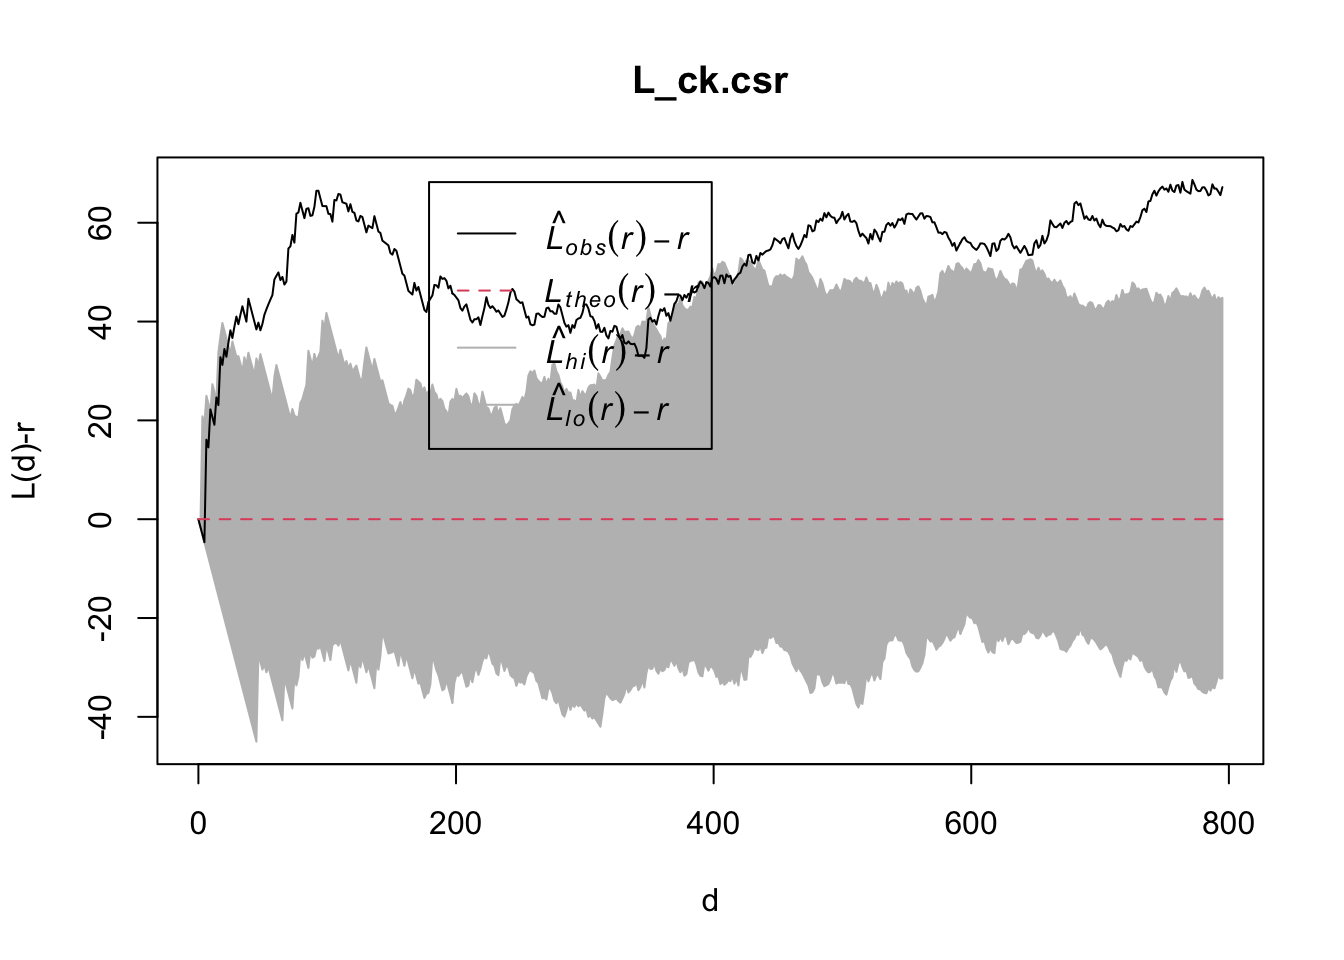 L_ck.csr
L̂obs(r) − r
Ltheo(r) −
L̂hi(r) − r
L̂lo(r) − r
L(d)-r
60
40
20
0
-20
-40
0 200 400 600 800
d